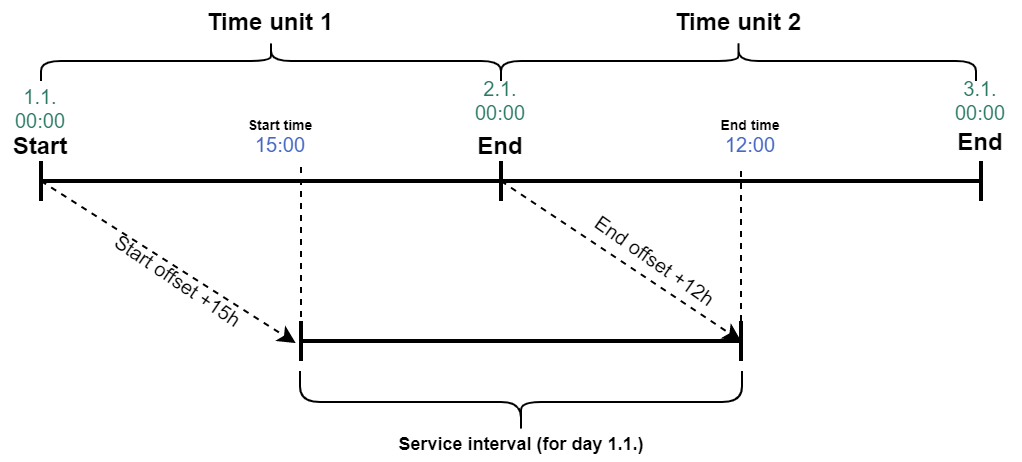 Time unit 1
Time unit 2
1.1.
00:00
Start
Start time
15:00
2.1.
00:00
End
End time
12:00
3.1.
00:00
End
Start offset +15h
End offset +12h
Service interval (for day 1.1.)